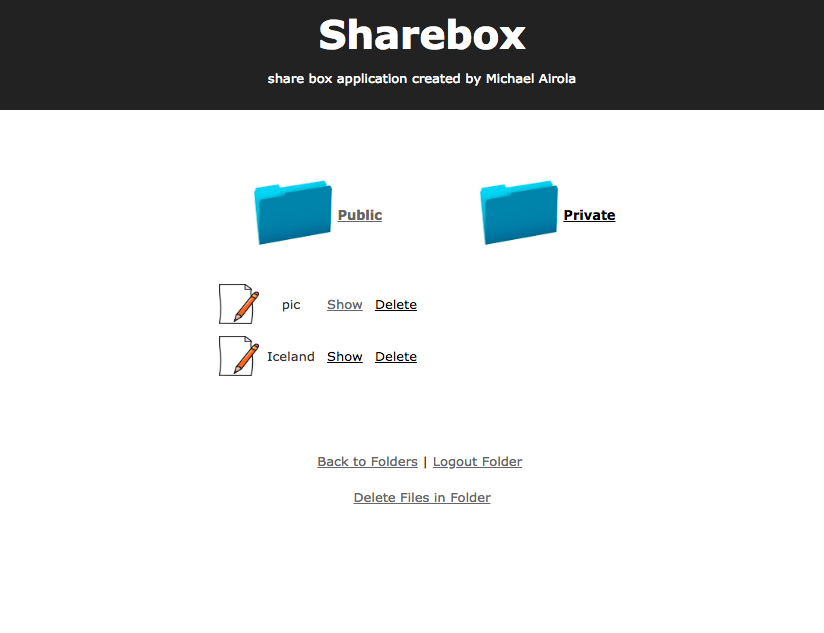 Sharebox
share box application created by Michael Airola
Public Private
pic Show Delete
Iceland Show Delete
Back to Folders | Logout Folder
Delete Files in Folder